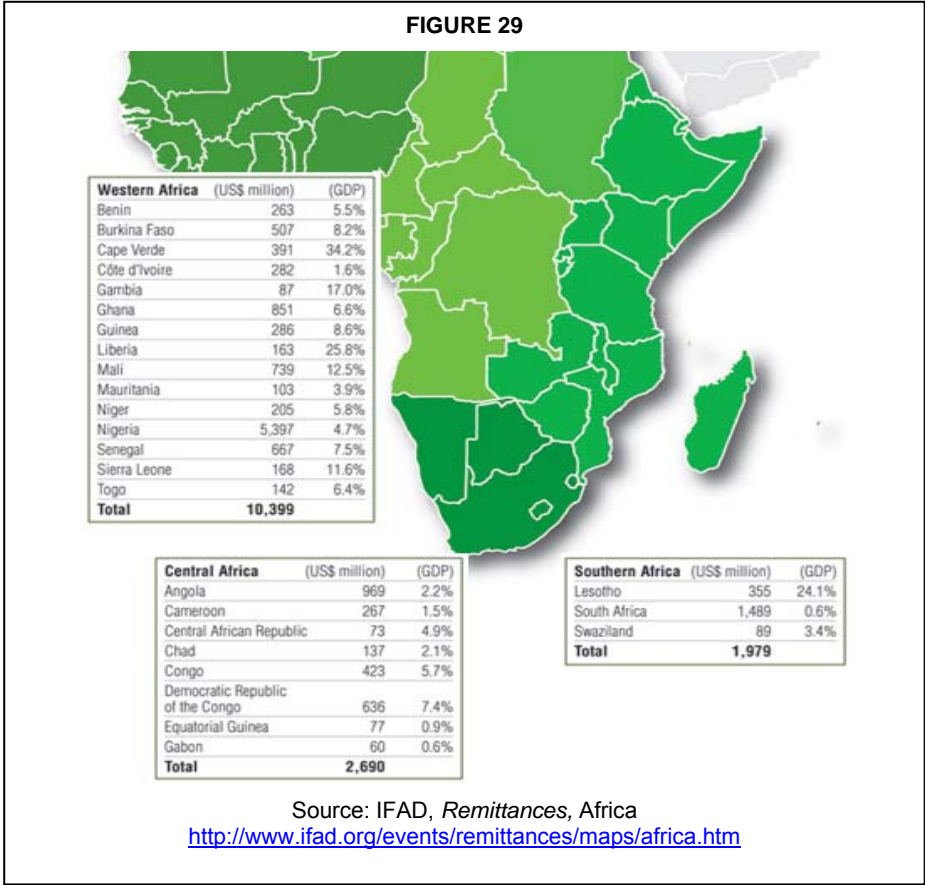 FIGURE 29
Western Africa (US$ million) (GDP)
Benin 263 5.5%
Burkina Faso 507 8.2%
Cape Verde 391 34.2%
Côte d'Ivoire 282 1.6%
Gambia 87 17.0%
Ghana 851 6.6%
Guinea 286 8.6%
Liberia 163 25.8%
Mali 739 12.5%
Mauritania 103 3.9%
Niger 205 5.8%
Nigeria 5,397 4.7%
Senegal 667 7.5%
Sierra Leone 168 11.6%
Togo 142 6.4%
Total 10,399
Central Africa (US$ million) (GDP)
Angola 969 2.2%
Cameroon 267 1.5%
Central African Republic 73 4.9%
Chad 137 2.1%
Congo 423 5.7%
Democratic Republic
of the Congo 636 7.4%
Equatorial Guinea 77 0.9%
Gabon 60 0.6%
Total 2,690
Southern Africa (US$ million) (GDP)
Lesotho 355 24.1%
South Africa 1,489 0.6%
Swaziland 89 3.4%
Total 1,979
Source: IFAD, Remittances, Africa
http://www.ifad.org/events/remittances/maps/africa.htm